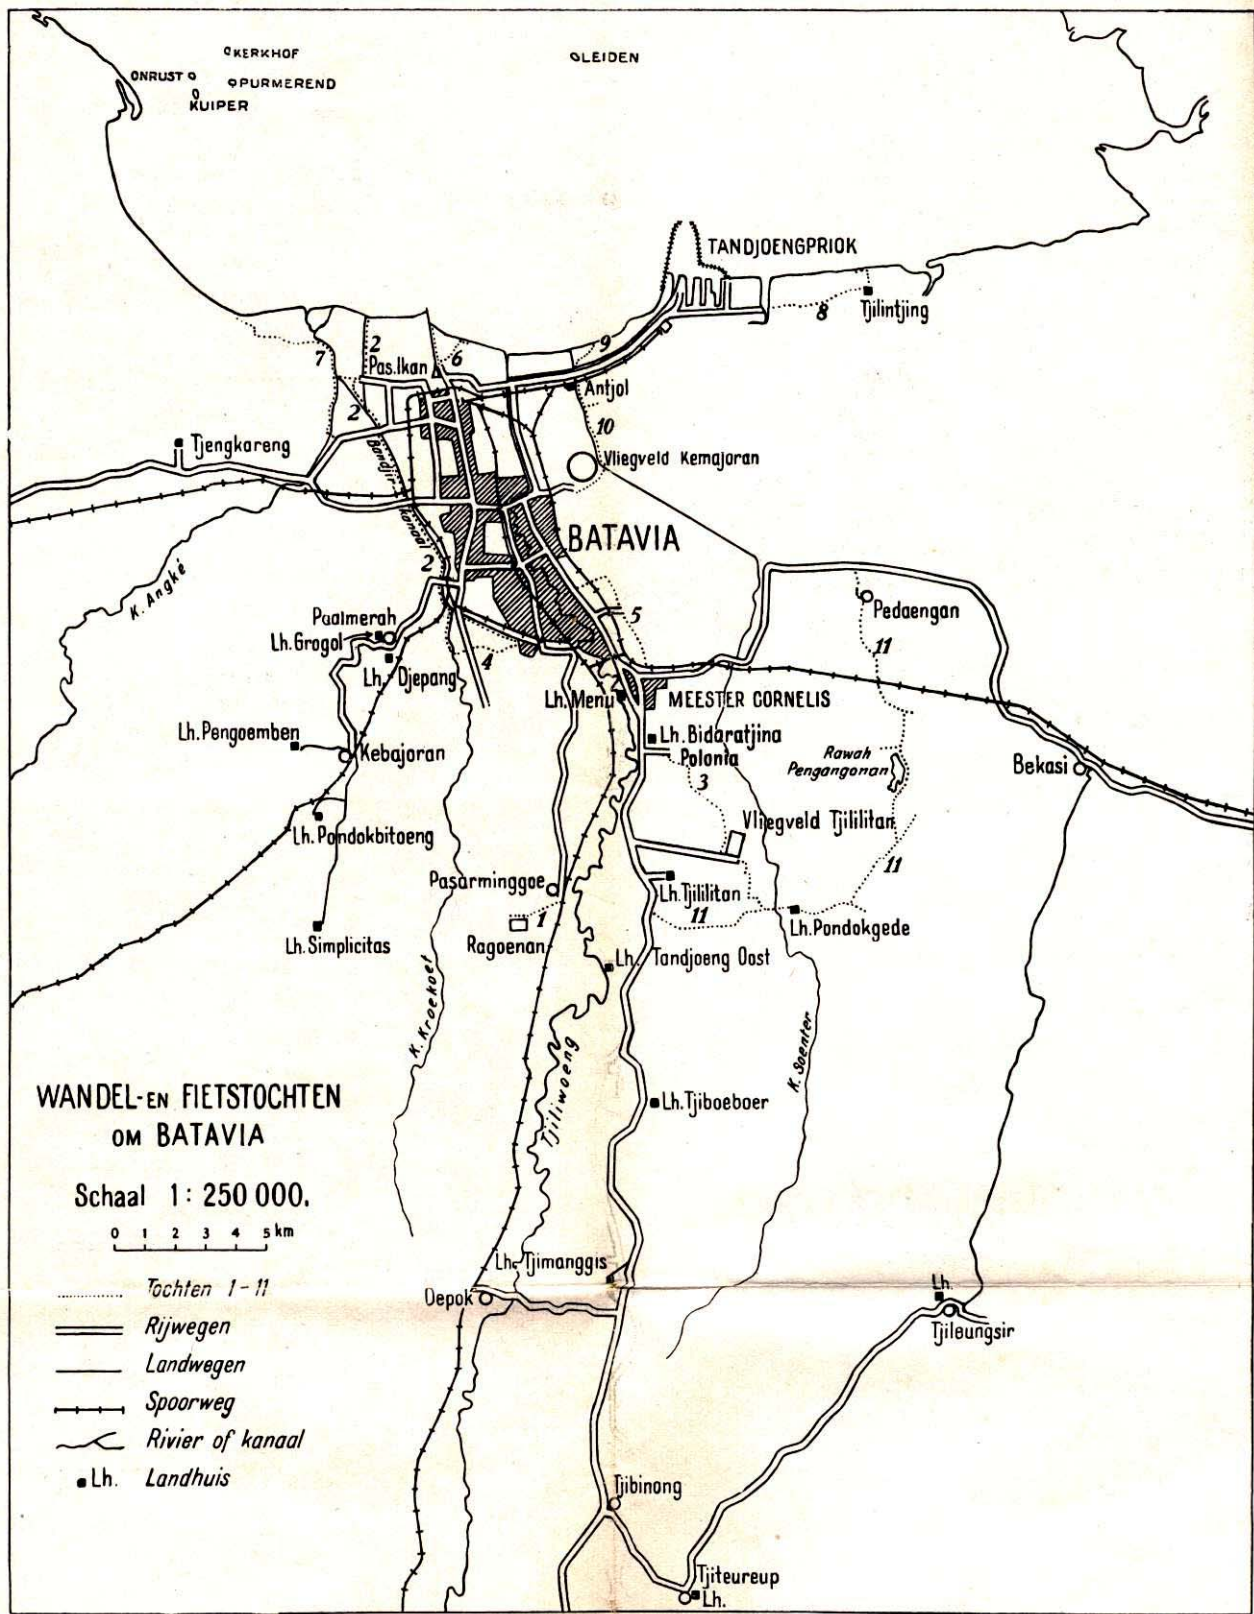 KERKHOF
LEIDEN
ONRUST
PURMEREND
KUIPER
TANDJOENGPRIOK
8
Tjilintjing
7
2
6
9
Pas.Ikan
Antjol
2
10
Tjengkareng
Bandjir
kanaal
Vliegveld Kemajoran
BATAVIA
2
K. Angké
5
Pedaengan
Paalmerah
Lh. Grogol
4
11
Lh. Djepang
Lh. Menu
MEESTER CORNELIS
Lh. Pengoemben
Kebajoran
Lh. Bidaratjina
Polonia
3
Rawah
Pengangonan
Bekasi
Lh. Pondokbitoeng
Vliegveld Tjililitan
11
Pasarminggoe
Lh. Tjililitan
1
11
Lh. Simplicitas
Ragoenan
Lh. Pondokgede
Lh. Tandjoeng Oost
K. Kroekoet
Tjiliwoeng
K. Soenter
WANDEL-EN FIETSTOCHTEN
OM BATAVIA
Lh. Tjiboeboer
Schaal 1: 250 000.
0 1 2 3 4 5 km
Lh. Tjimanggis
Tochten 1-11
Depok
Lh.
Tjileungsir
Rijwegen
Landwegen
Spoorweg
Rivier of kanaal
Lh. Landhuis
Tjibinong
Tjiteureup
Lh.